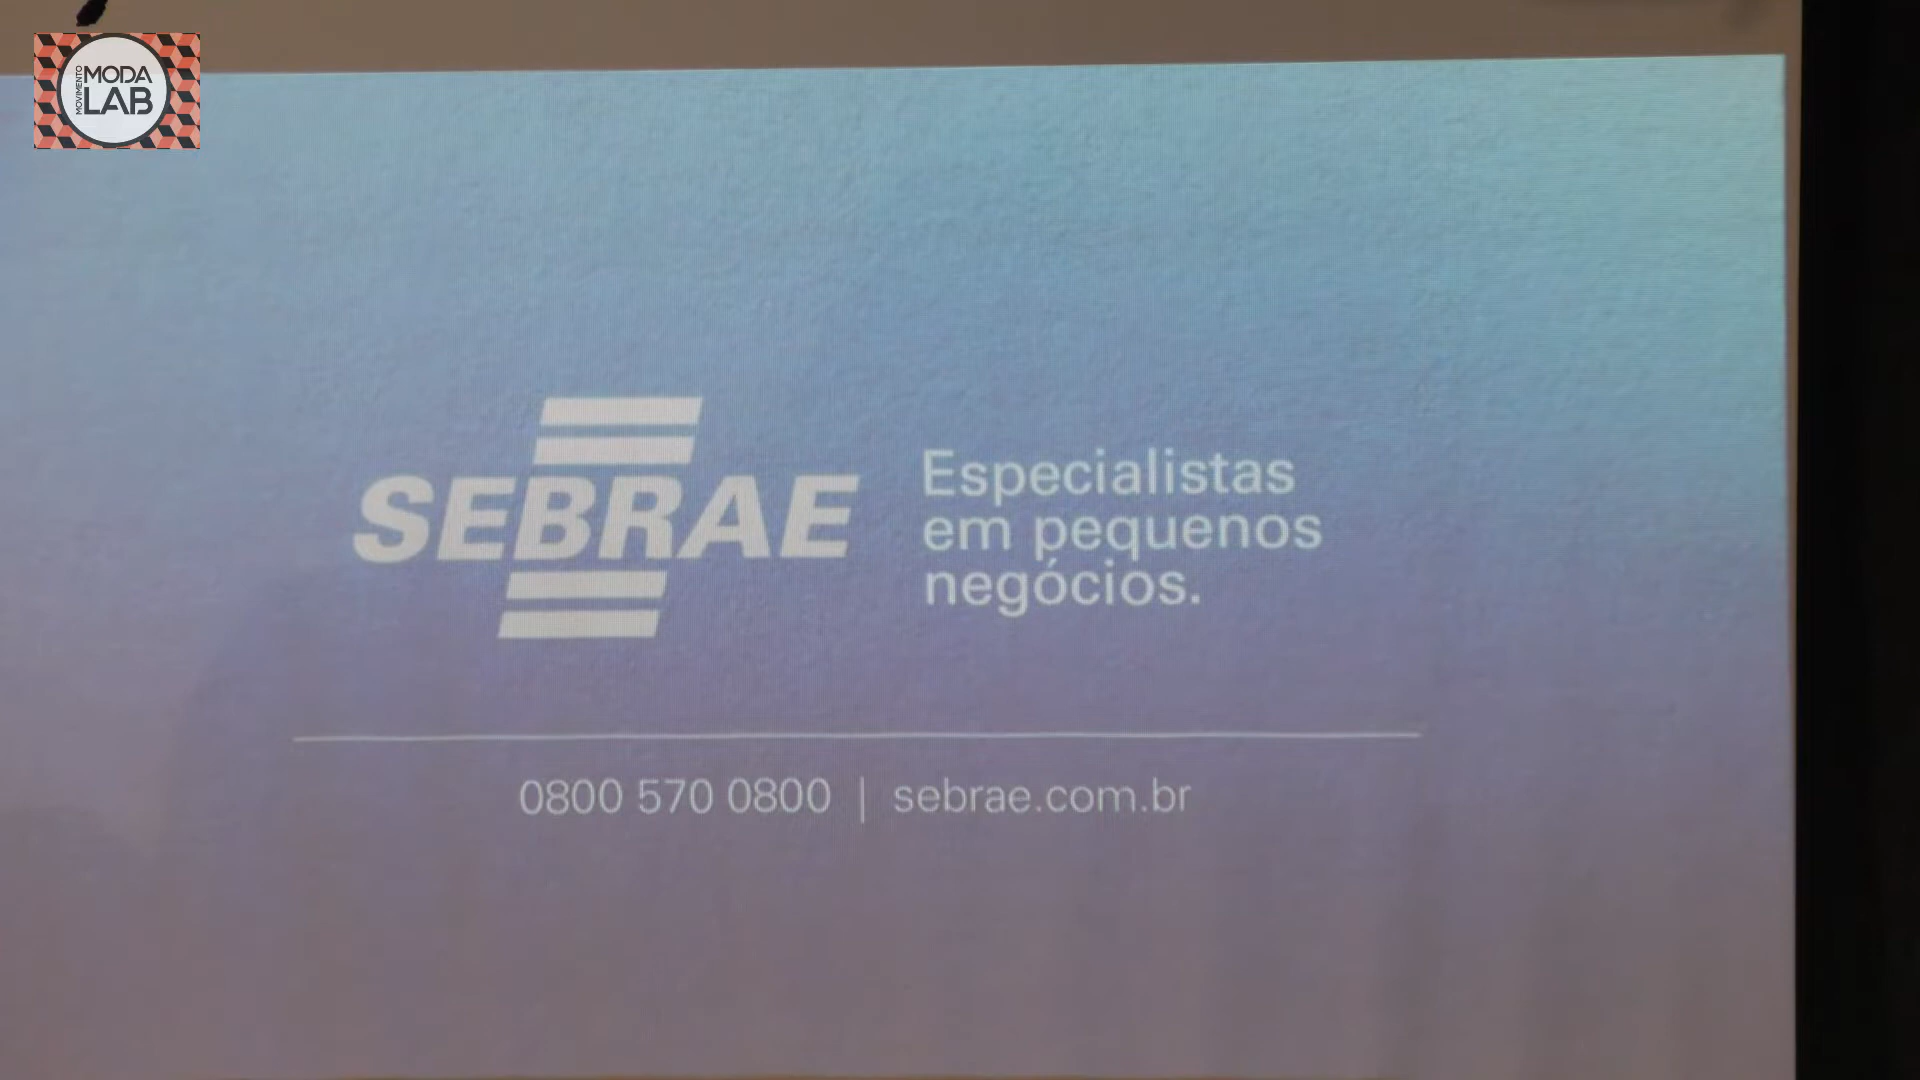 MOVIMENTO
MODA
LAB
SEBRAE
Especialistas
em pequenos
negócios.
0800 570 0800 | sebrae.com.br